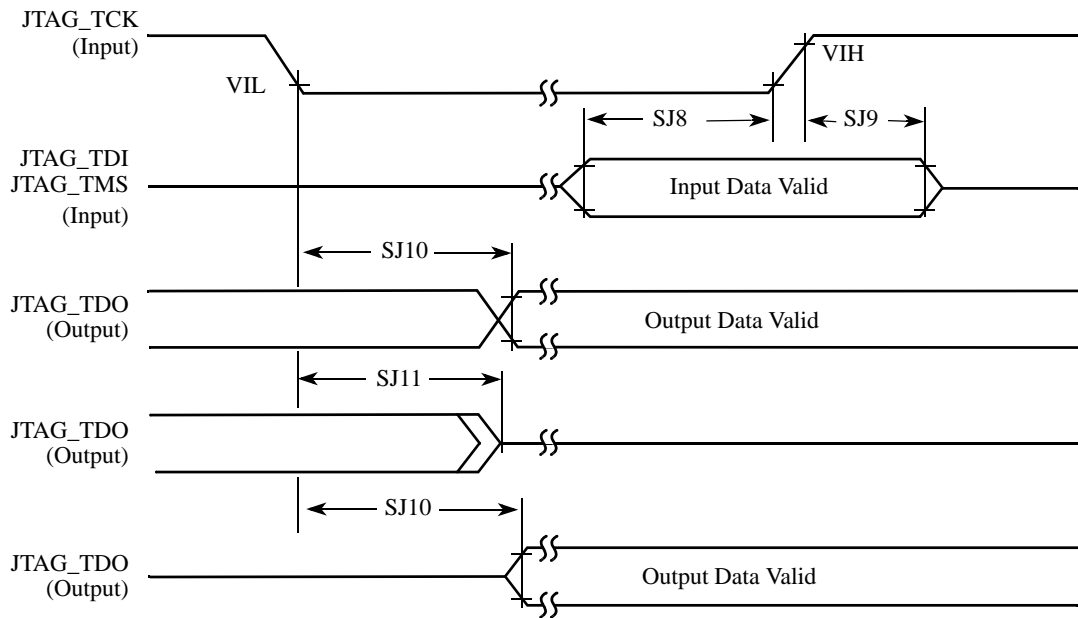 JTAG_TCK
(Input)
VIL
VIH
SJ8
SJ9
JTAG_TDI
JTAG_TMS
(Input)
Input Data Valid
SJ10
JTAG_TDO
(Output)
Output Data Valid
SJ11
JTAG_TDO
(Output)
SJ10
JTAG_TDO
(Output)
Output Data Valid